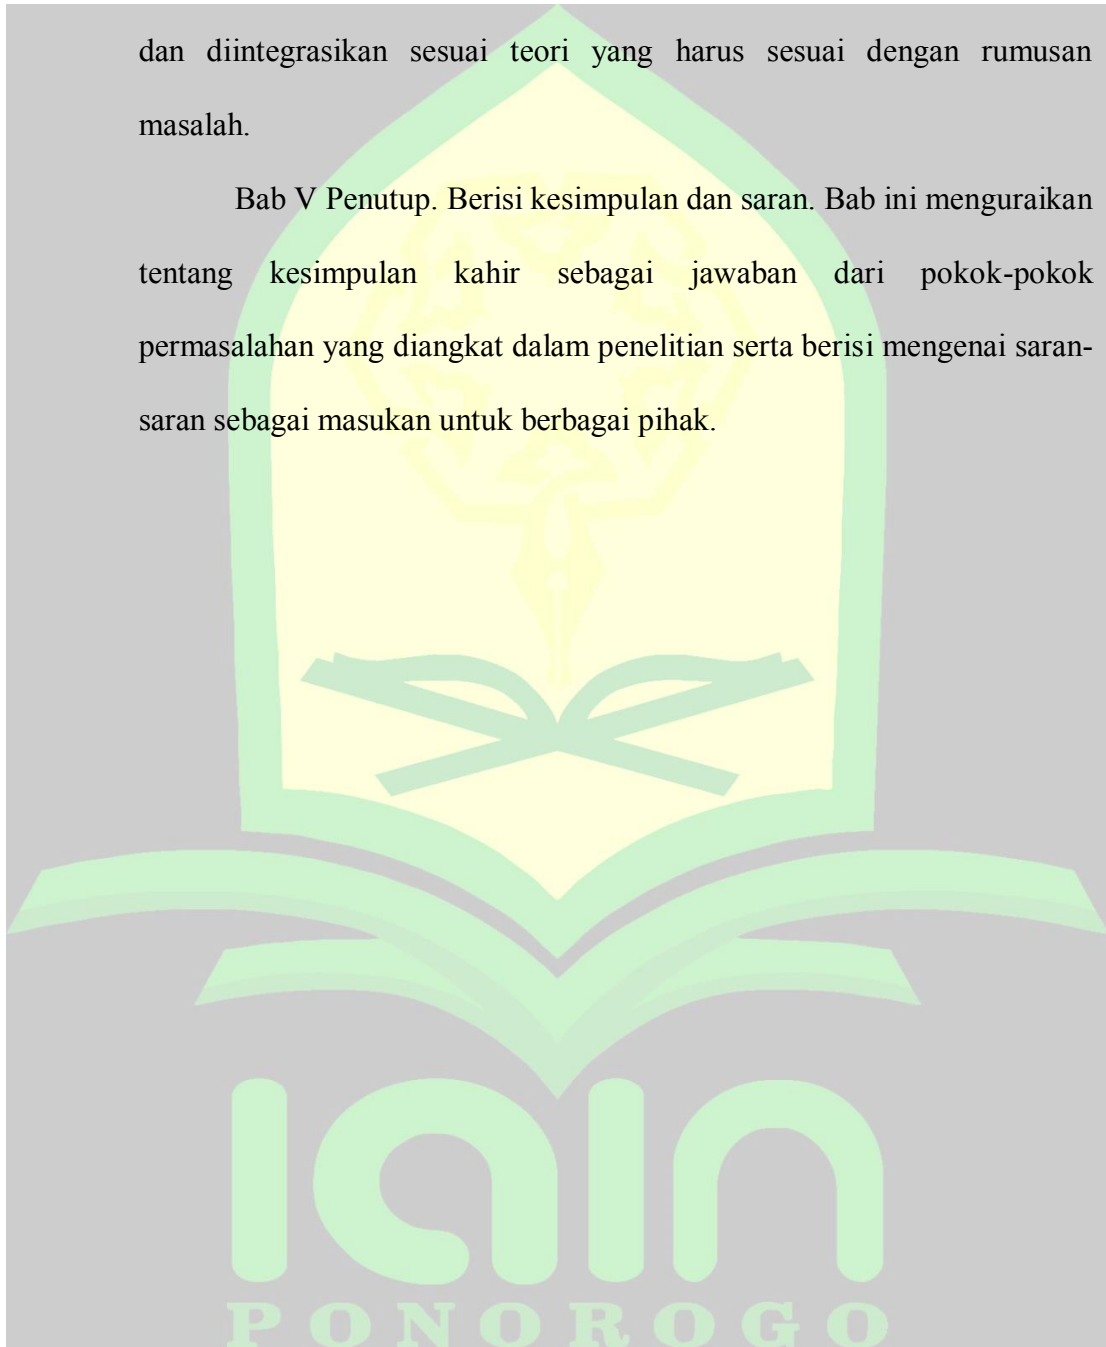 dan diintegrasikan sesuai teori yang harus sesuai dengan rumusan
masalah.
Bab V Penutup. Berisi kesimpulan dan saran. Bab ini menguraikan
tentang kesimpulan kahir sebagai jawaban dari pokok-pokok
permasalahan yang diangkat dalam penelitian serta berisi mengenai saran-
saran sebagai masukan untuk berbagai pihak.
iain
PONOROGO